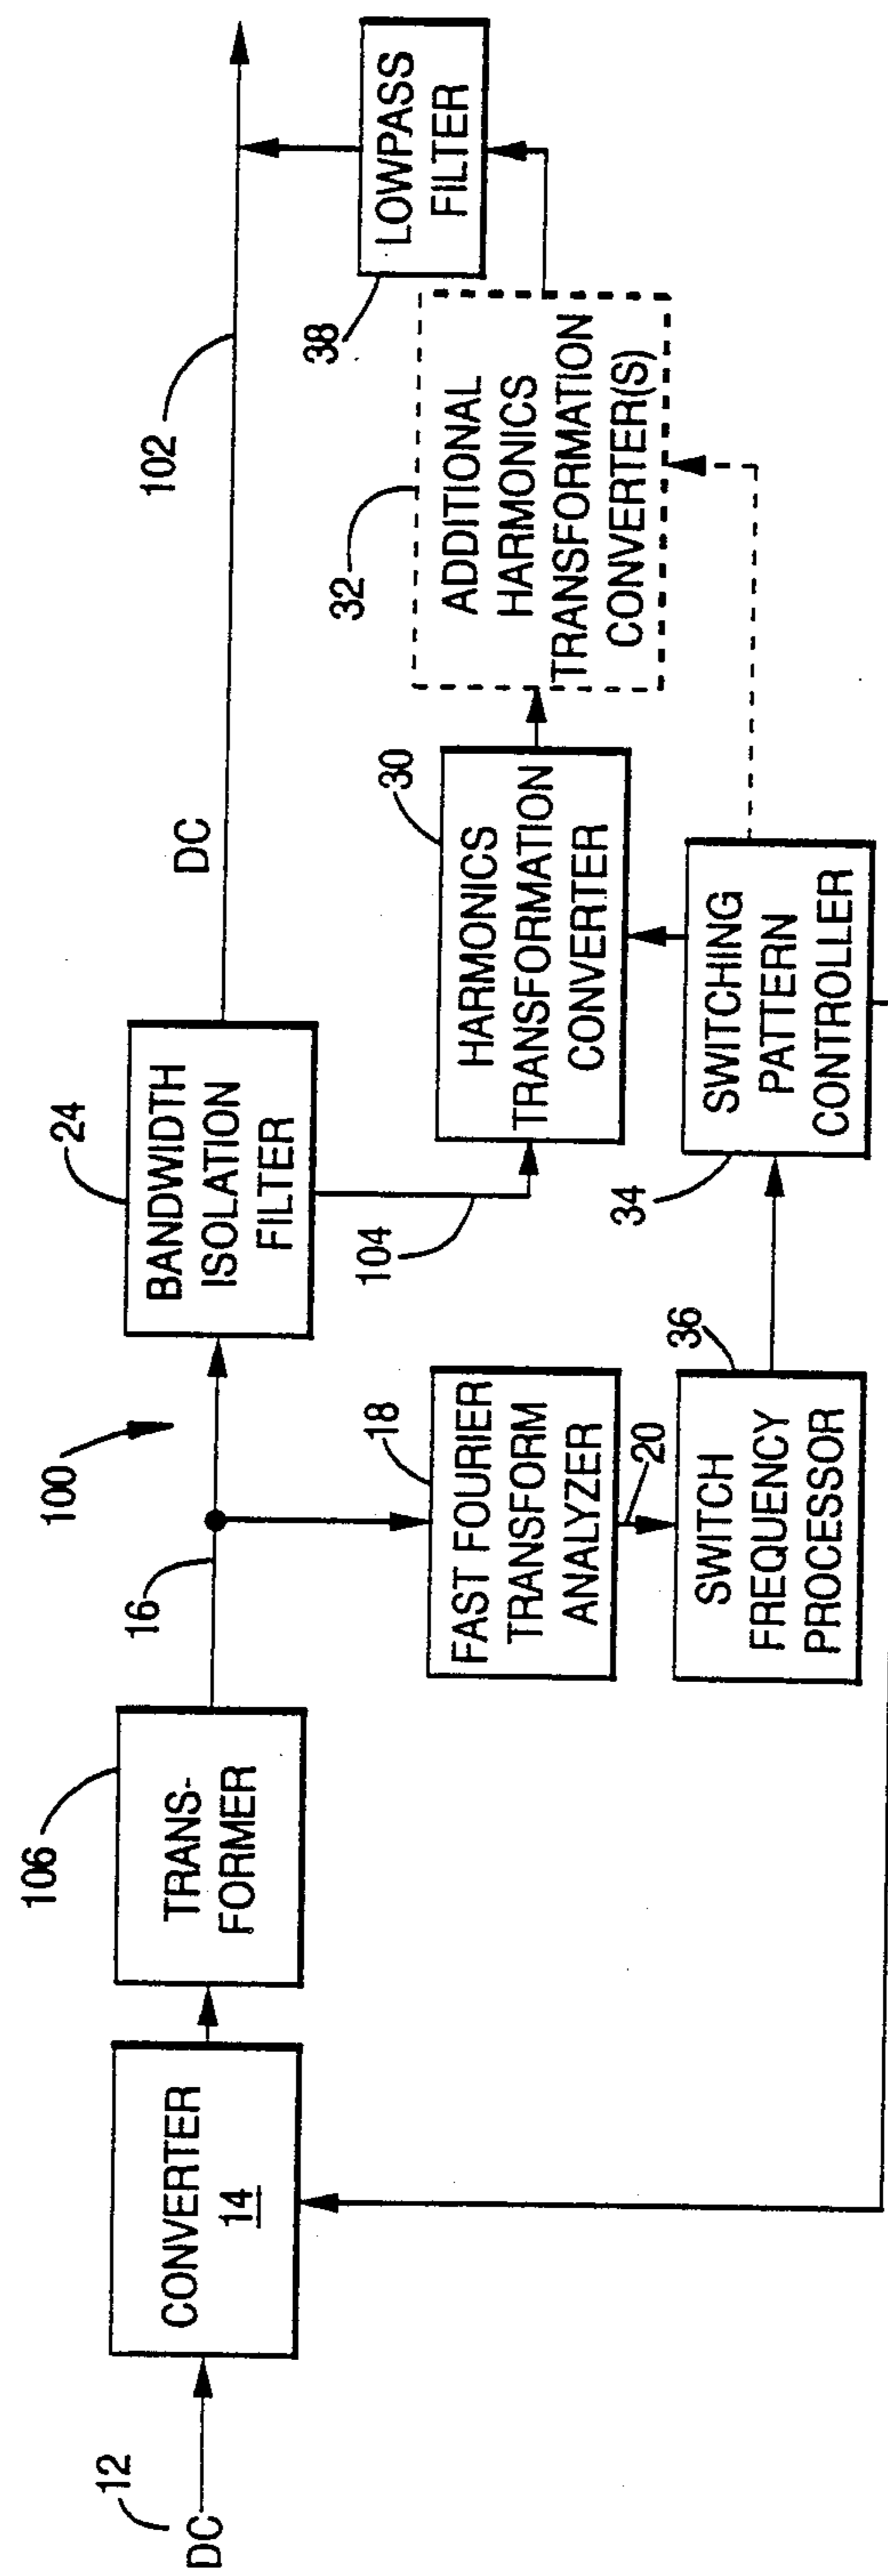 12
DC
CONVERTER
14
106
TRANS-
FORMER
16
100
24
BANDWIDTH
ISOLATION
FILTER
DC
102
18
FAST FOURIER
TRANSFORM
ANALYZER
20
104
30
HARMONICS
TRANSFORMATION
CONVERTER
32
ADDITIONAL
HARMONICS
TRANSFORMATION
CONVERTER(S)
38
LOWPASS
FILTER
36
SWITCH
FREQUENCY
PROCESSOR
34
SWITCHING
PATTERN
CONTROLLER